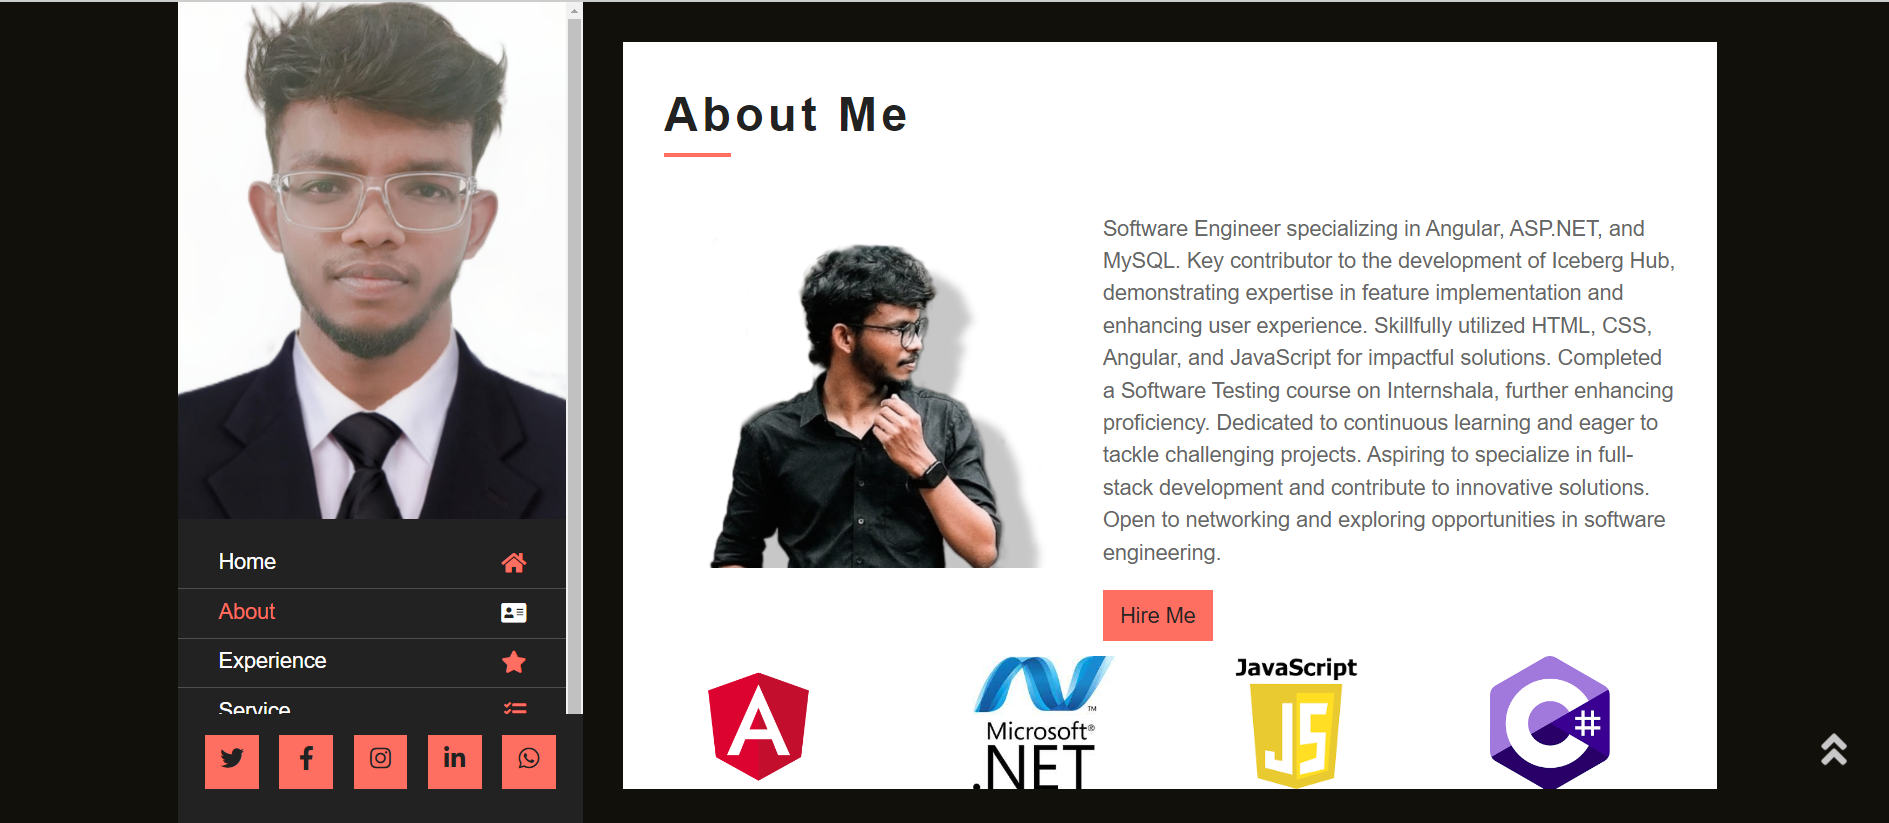 About Me
Software Engineer specializing in Angular, ASP.NET, and
MySQL. Key contributor to the development of Iceberg Hub,
demonstrating expertise in feature implementation and
enhancing user experience. Skillfully utilized HTML, CSS,
Angular, and JavaScript for impactful solutions. Completed
a Software Testing course on Internshala, further enhancing
proficiency. Dedicated to continuous learning and eager to
tackle challenging projects. Aspiring to specialize in full-
stack development and contribute to innovative solutions.
Open to networking and exploring opportunities in software
engineering.
Hire Me
Home
About
Experience
Service
A
Microsoft®
.NET
™
JavaScript
JS
C#
f
in